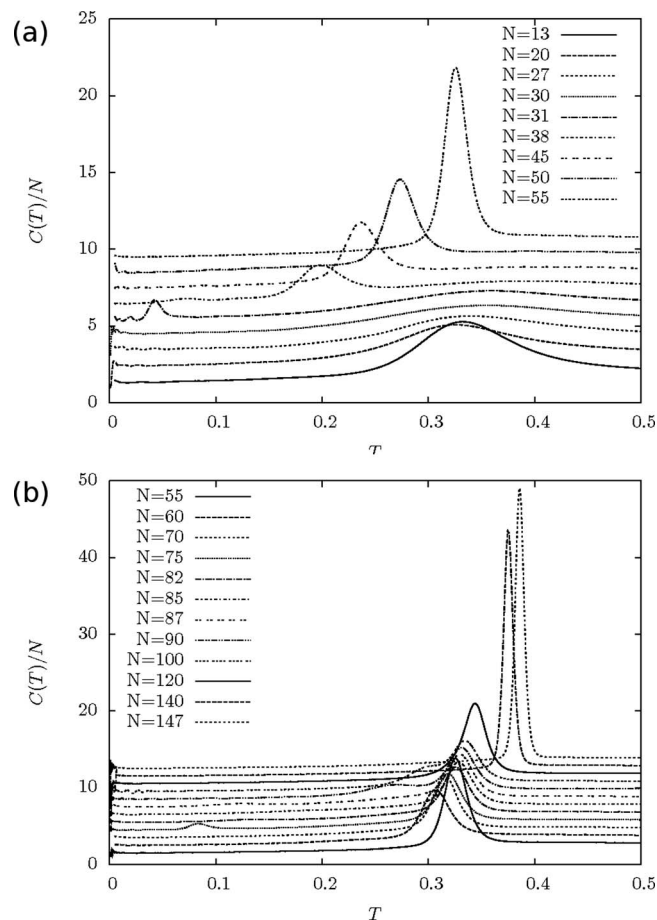 (a)
25
20
15
10
5
0
C(T)/N
N=13
N=20
N=27
N=30
N=31
N=38
N=45
N=50
N=55
0
0.1
0.2
0.3
0.4
0.5
T
(b)
50
40
30
20
10
0
C(T)/N
N=55
N=60
N=70
N=75
N=82
N=85
N=87
N=90
N=100
N=120
N=140
N=147
0
0.1
0.2
0.3
0.4
0.5
T